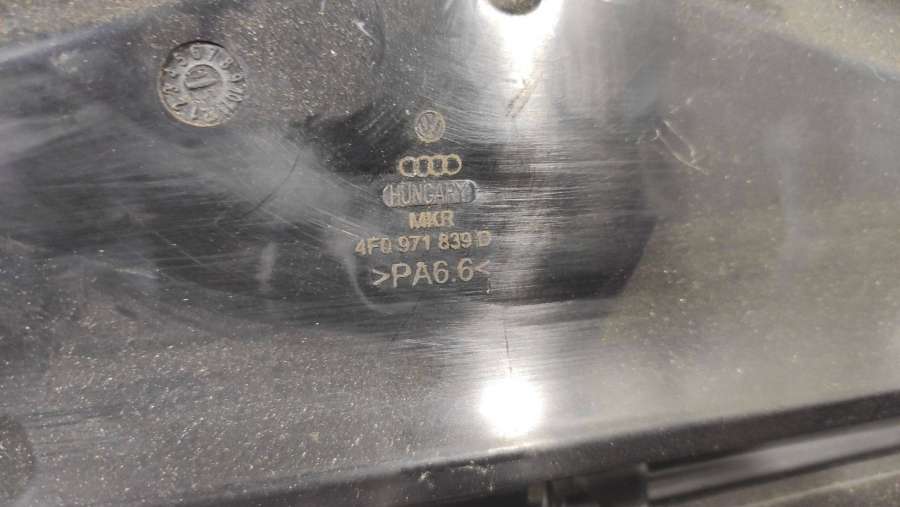 HUNGARY
MKR
4F0 971 839 D
>PA6.6<